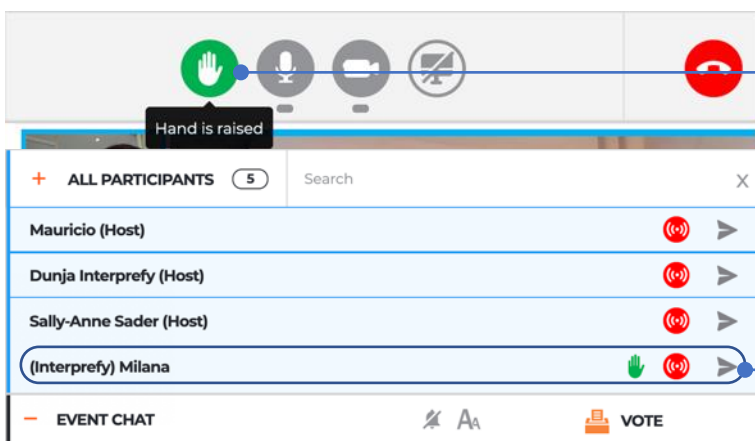 Hand is raised
+ ALL PARTICIPANTS 5 Search X
Mauricio (Host)
Dunja Interprefy (Host)
Sally-Anne Sader (Host)
(Interprefy) Milana
− EVENT CHAT AA VOTE